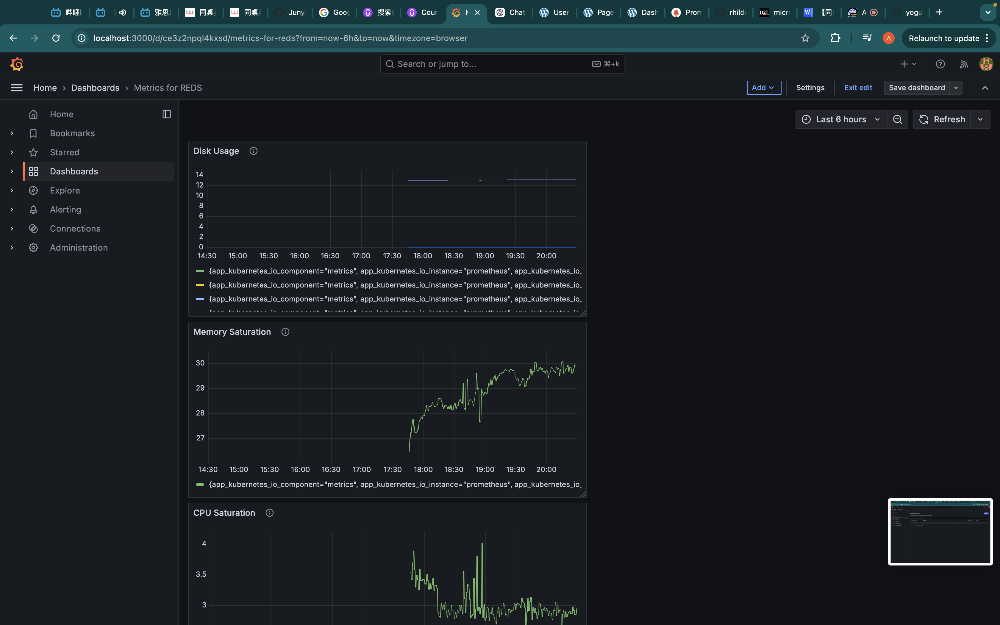 哔哩
雅思
同桌
同桌
Juny
Goog
搜索
Cour
Chat
User
Page
Dash
Prom
rhildr
D2L micro
W 【同
A
yogu
localhost:3000/d/ce3z2npql4kxsd/metrics-for-reds?from=now-6h&to=now&timezone=browser
A
Relaunch to update
Search or jump to...
⌘+k
Home › Dashboards › Metrics for REDS
Add
Settings
Exit edit
Save dashboard
Home
Bookmarks
Starred
Dashboards
Explore
Alerting
Connections
Administration
Last 6 hours
Refresh
Disk Usage
14
12
10
8
6
4
2
0
14:30 15:00 15:30 16:00 16:30 17:00 17:30 18:00 18:30 19:00 19:30 20:00
{app_kubernetes_io_component="metrics", app_kubernetes_io_instance="prometheus", app_kubernetes_io_
{app_kubernetes_io_component="metrics", app_kubernetes_io_instance="prometheus", app_kubernetes_io_
{app_kubernetes_io_component="metrics", app_kubernetes_io_instance="prometheus", app_kubernetes_io_
{app_kubernetes_io_component="metrics", app_kubernetes_io_instance="prometheus", app_kubernetes_io_
Memory Saturation
30
29
28
27
14:30 15:00 15:30 16:00 16:30 17:00 17:30 18:00 18:30 19:00 19:30 20:00
{app_kubernetes_io_component="metrics", app_kubernetes_io_instance="prometheus", app_kubernetes_io_
CPU Saturation
4
3.5
3